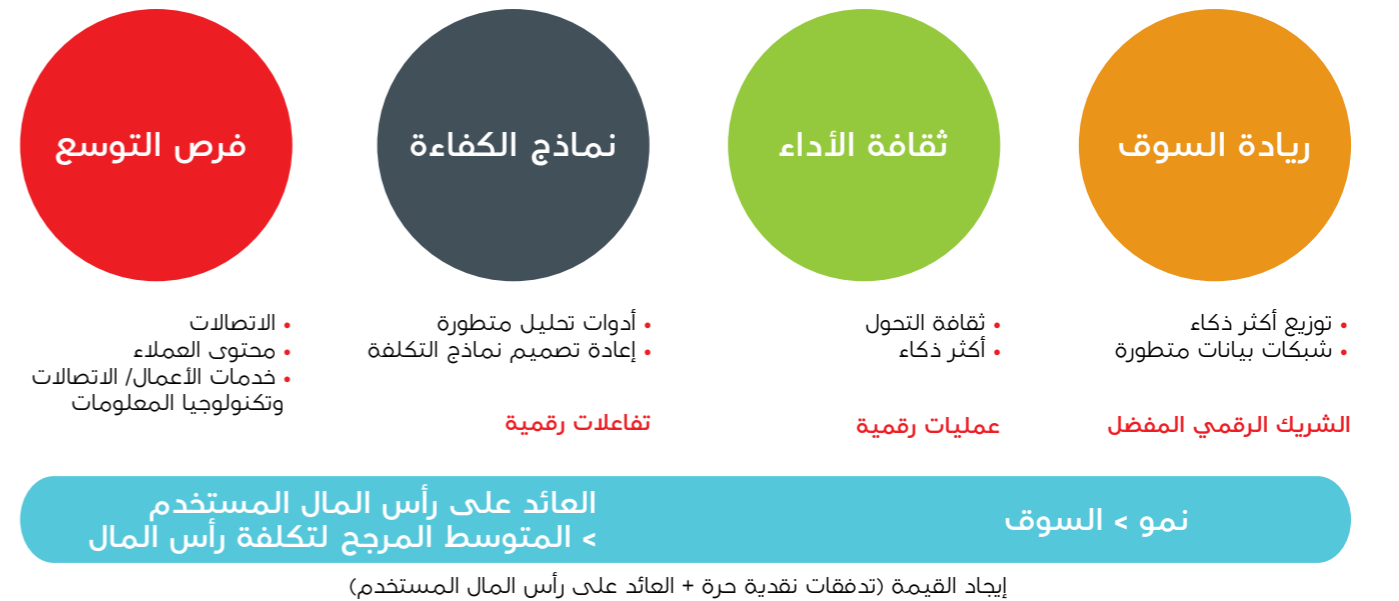 ريادة السوق
• توزيع أكثر ذكاء
• شبكات بيانات متطورة
الشريك الرقمي المفضل
ثقافة الأداء
• ثقافة التحول
• أكثر ذكاء
عمليات رقمية
نماذج الكفاءة
• أدوات تحليل متطورة
• إعادة تصميم نماذج التكلفة
تفاعلات رقمية
فرص التوسع
• الاتصالات
• محتوى العملاء
• خدمات الأعمال/ الاتصالات
وتكنولوجيا المعلومات
نمو > السوق
العائد على رأس المال المستخدم
> المتوسط المرجح لتكلفة رأس المال
إيجاد القيمة (تدفقات نقدية حرة + العائد على رأس المال المستخدم)